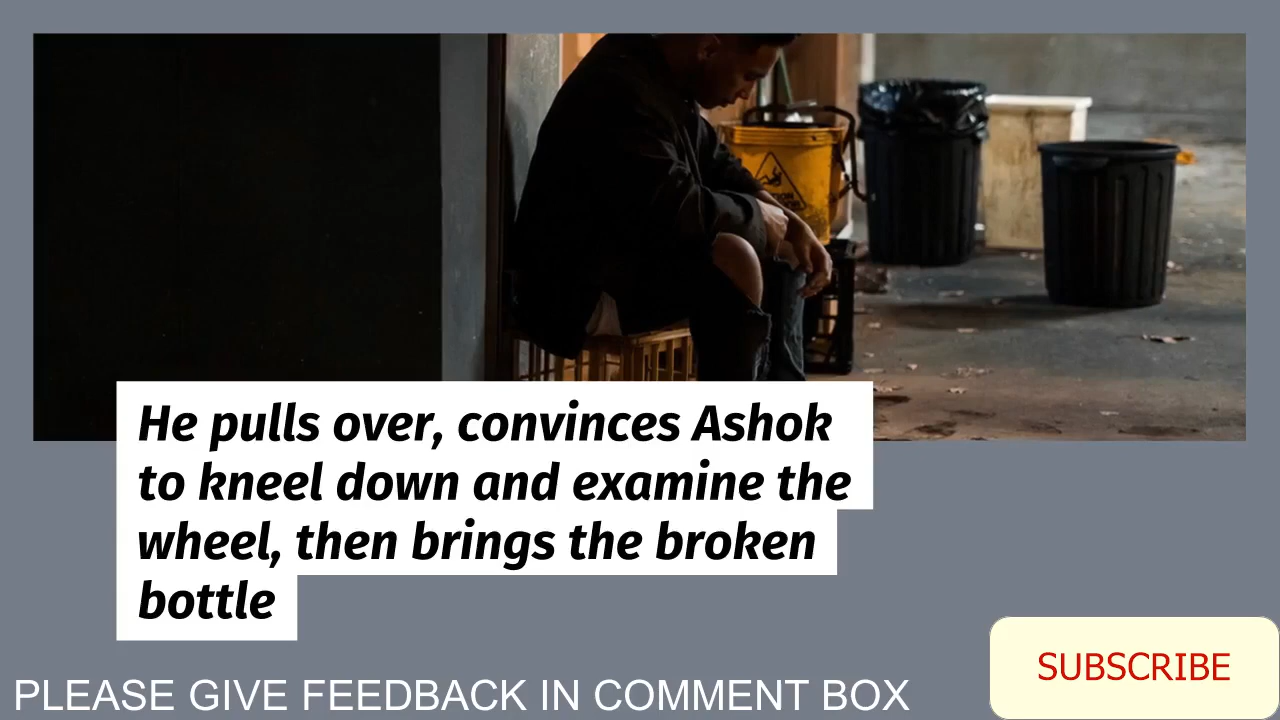 He pulls over, convinces Ashok
to kneel down and examine the
wheel, then brings the broken
bottle
SUBSCRIBE
PLEASE GIVE FEEDBACK IN COMMENT BOX